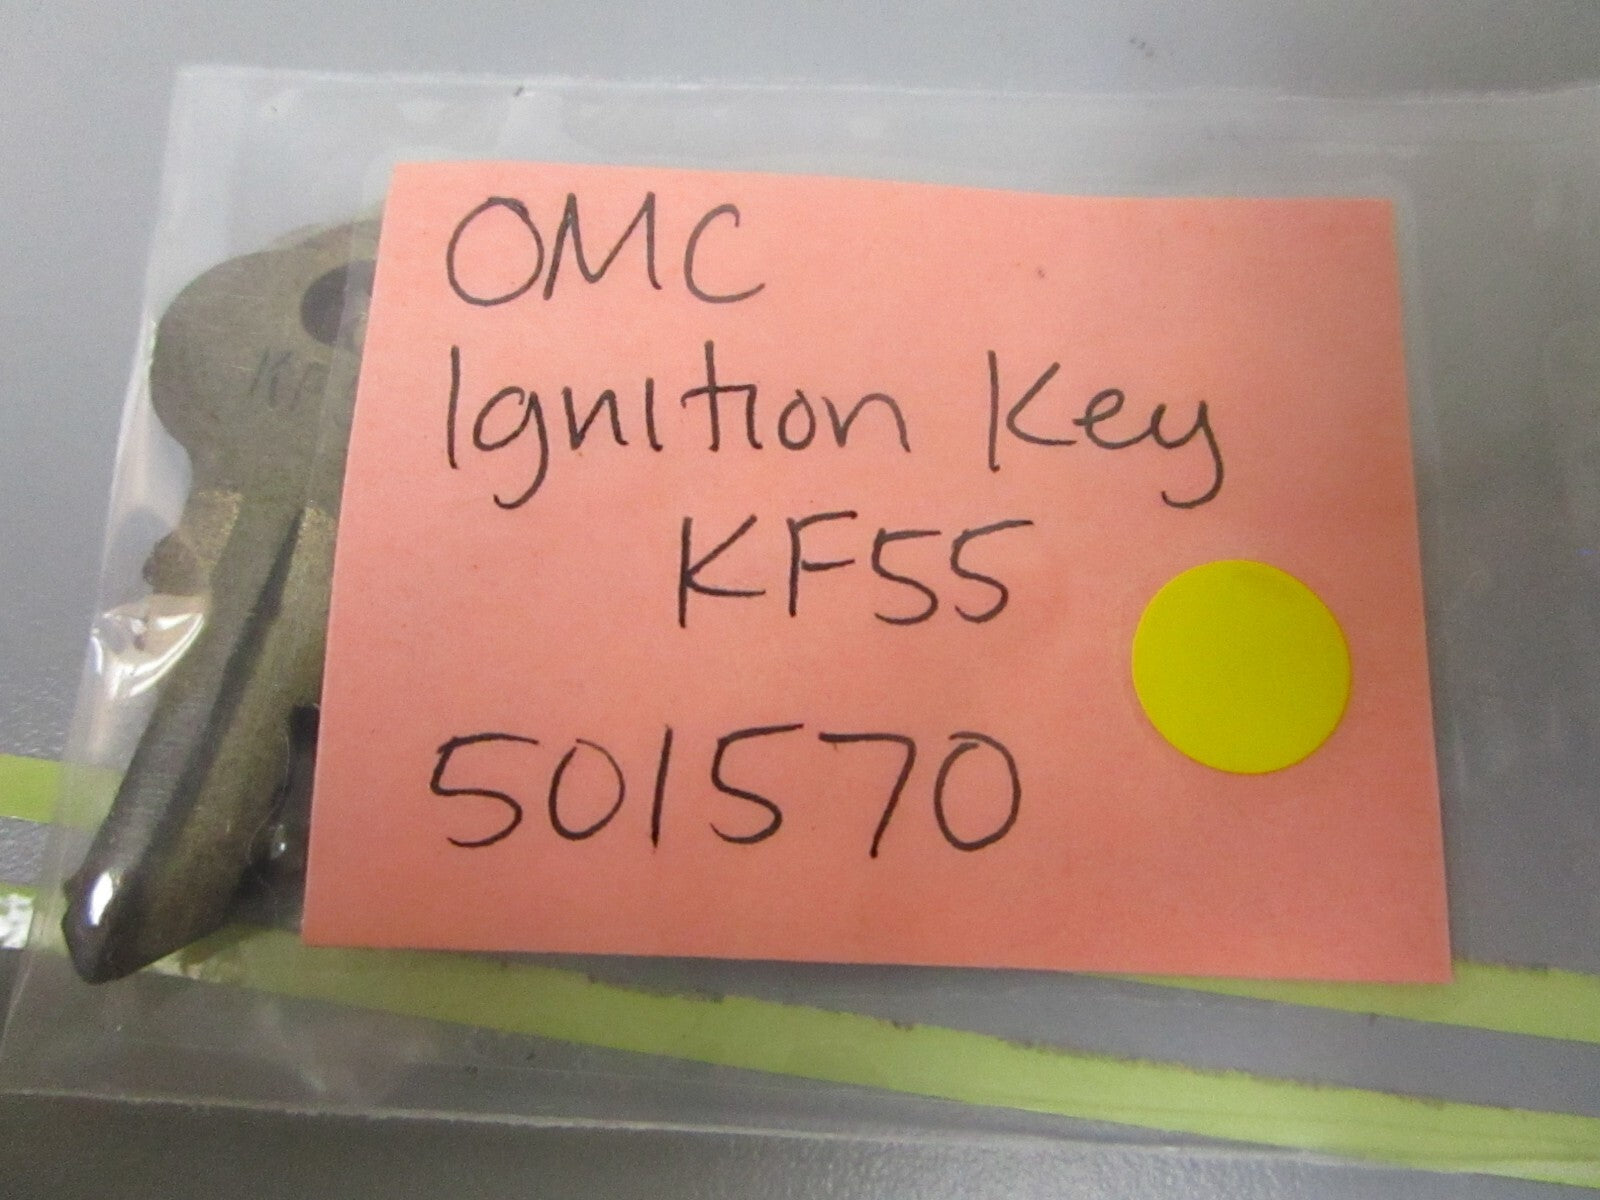 OMC
Ignition Key
KF55
501570